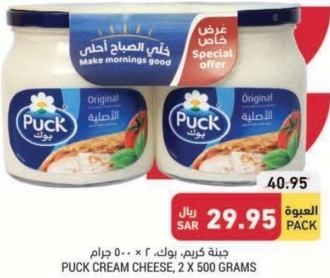 خلّي الصباح أحلى
Make mornings good
عرض
خاص
Special
offer
Puck
بوك
Original
الأصلية
Puck
بوك
Original
الأصلية
40.95
ريال
SAR
29.95
العبوة
PACK
جبنة كريم، بوك، ٢ × ٥٠٠ جرام
PUCK CREAM CHEESE, 2 X 500 GRAMS